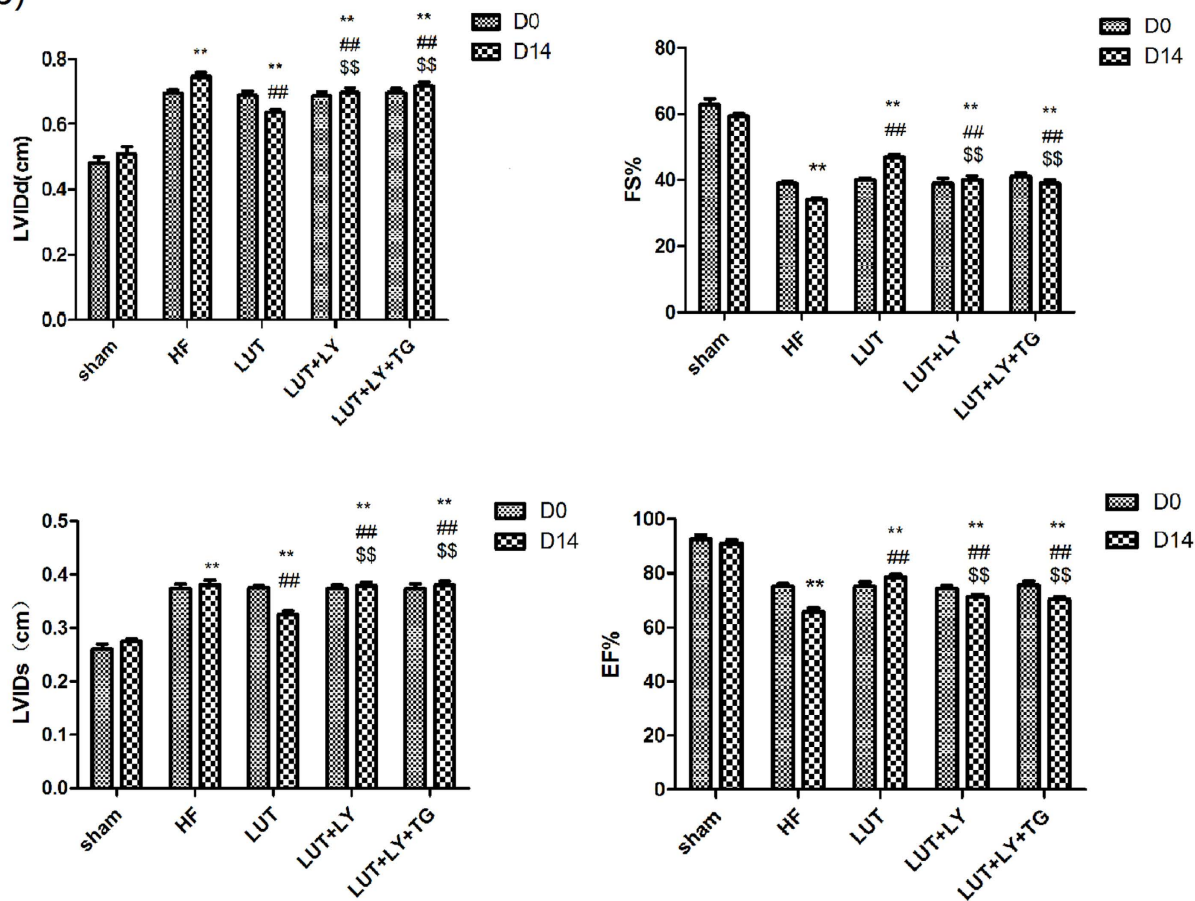 D0
D14
LVIDd(cm)
0.8
0.6
0.4
0.2
0.0
**
**
##
**
##
$$
**
##
$$
sham
HF
LUT
LUT+LY
LUT+LY+TG
D0
D14
FS%
80
60
40
20
0
**
**
##
**
##
$$
**
##
$$
sham
HF
LUT
LUT+LY
LUT+LY+TG
D0
D14
LVIDs（cm）
0.5
0.4
0.3
0.2
0.1
0.0
**
**
##
**
##
$$
**
##
$$
sham
HF
LUT
LUT+LY
LUT+LY+TG
D0
D14
EF%
100
80
60
40
20
0
**
**
##
**
##
$$
**
##
$$
sham
HF
LUT
LUT+LY
LUT+LY+TG